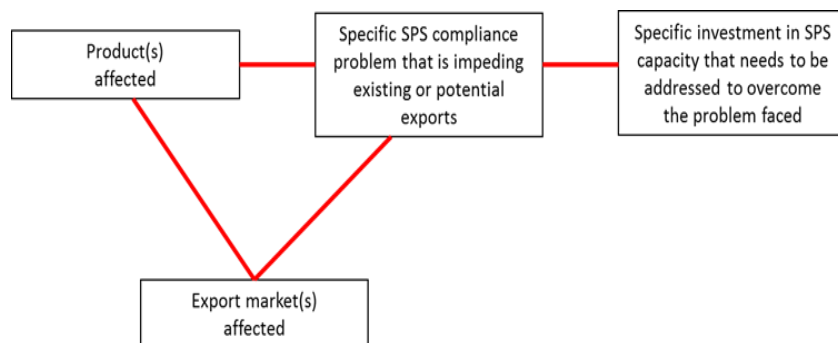 Product(s)
affected
Specific SPS compliance
problem that is impeding
existing or potential
exports
Specific investment in SPS
capacity that needs to be
addressed to overcome
the problem faced
Export market(s)
affected